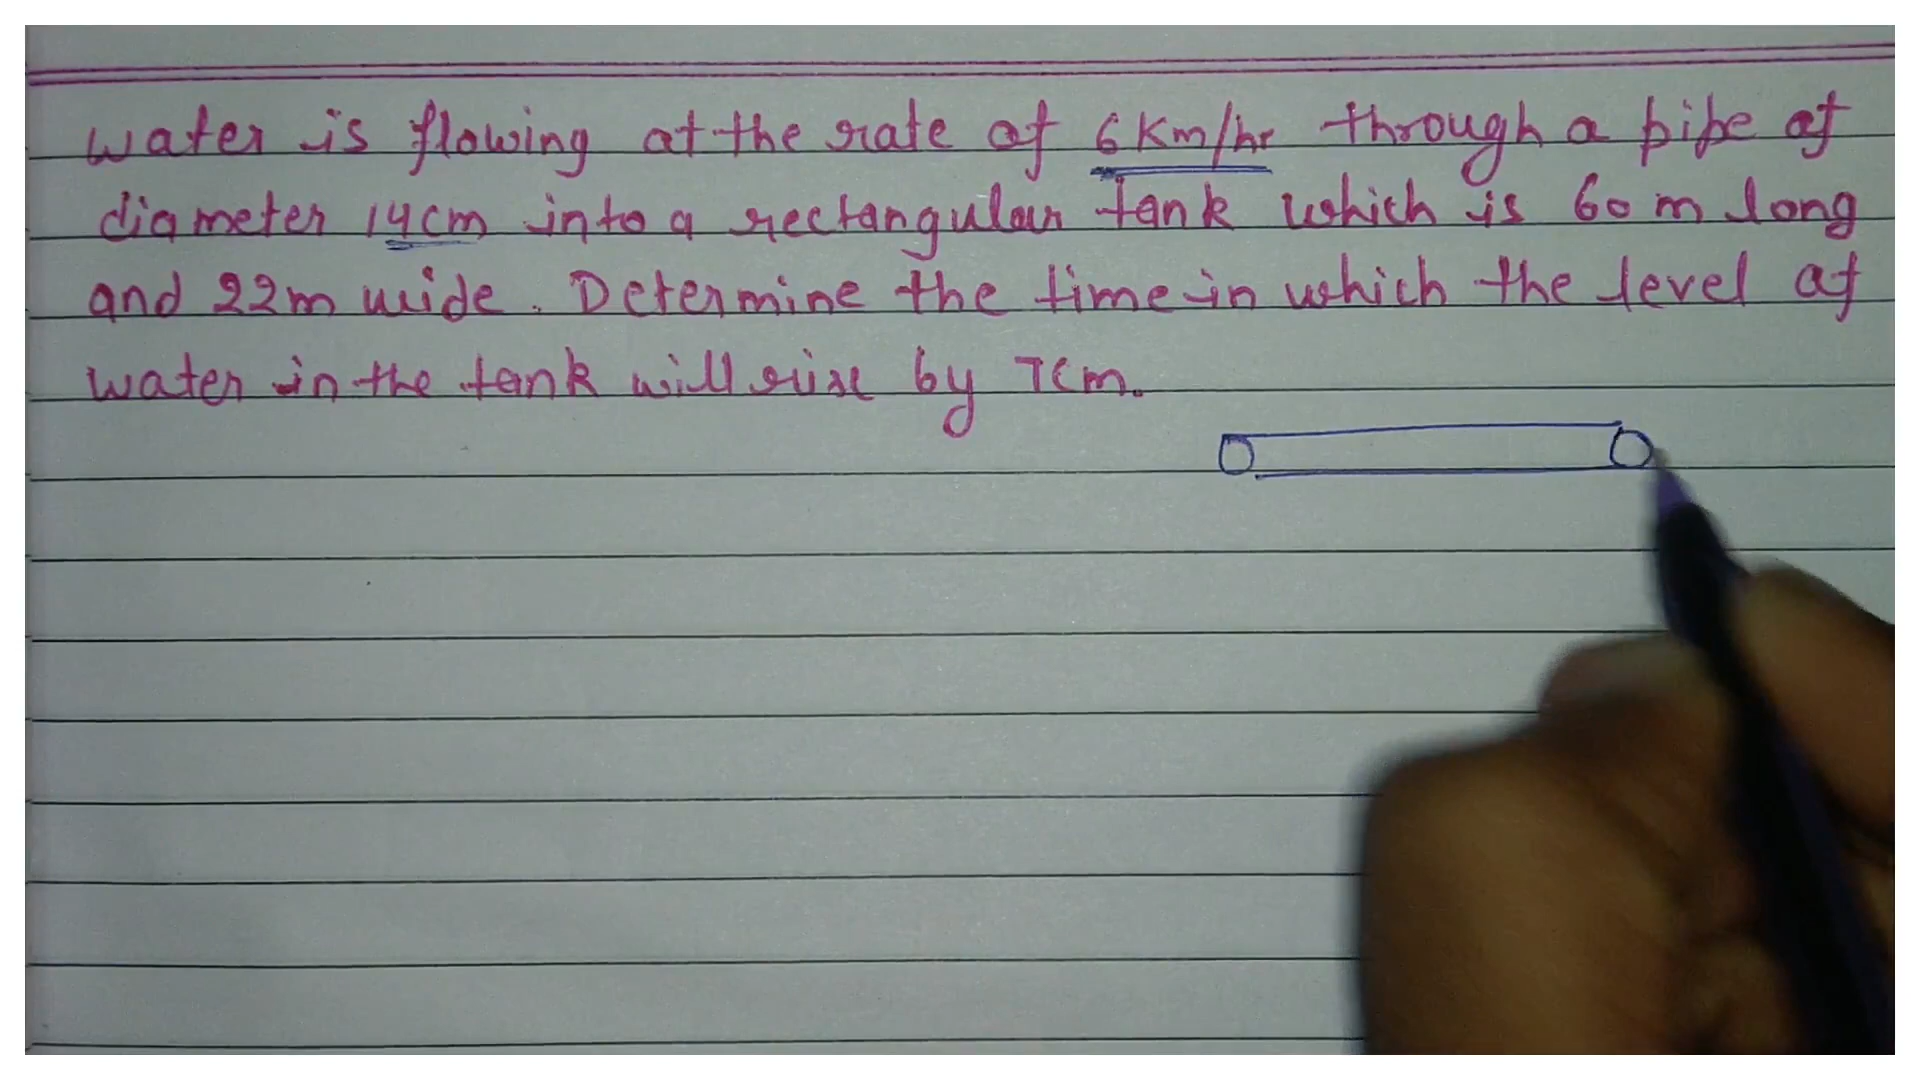 water is flowing at the rate of 6 Km/hr through a pipe of
diameter 14cm into a rectangular tank which is 60 m long
and 22m wide. Determine the time in which the level of
water in the tank will rise by 7cm.